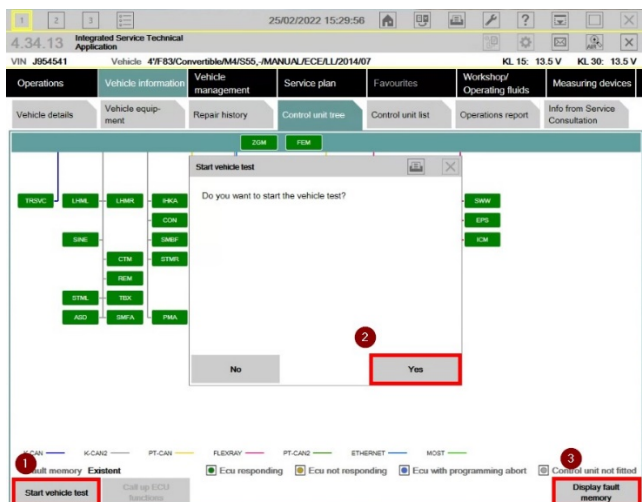 1 2 3 25/02/2022 15:29:56 ?
4.34.13 Integrated Service Technical Application
VIN J954541 Vehicle 4'/F83/Convertible/M4/S55,-/MANUAL/ECE/LL/2014/07 KL 15: 13.5 V KL 30: 13.5 V
Operations Vehicle information Vehicle management Service plan Favourites Workshop/ Operating fluids Measuring devices
Vehicle details Vehicle equip-ment Repair history Control unit tree Control unit list Operations report Info from Service Consultation
ZGM FEM
Start vehicle test
Do you want to start the vehicle test?
TRSVC LHML LHMR IHKA SWW
CON EPS
SINE SMBF ICM
CTM STMR
REM
STML TBX
ASD SMFA PMA
2
No Yes
K-CAN K-CAN2 PT-CAN FLEXRAY PT-CAN2 ETHERNET MOST
1 3
Fault memory Existent Ecu responding Ecu not responding Ecu with programming abort Control unit not fitted
Start vehicle test Call up ECU functions Display fault memory